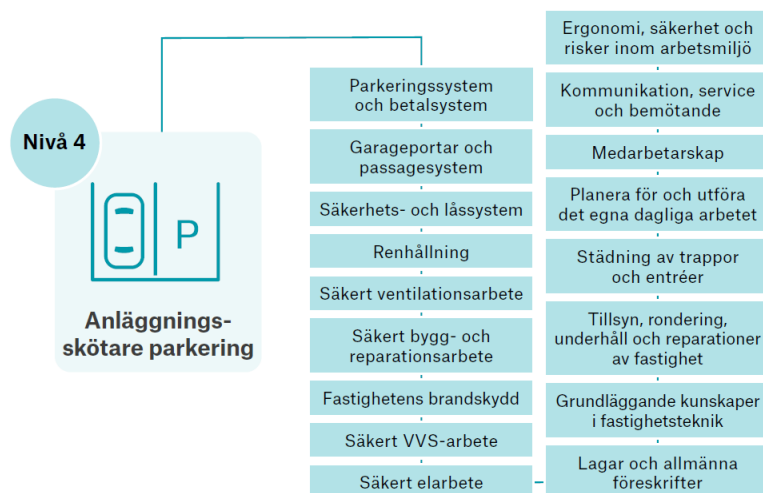 Nivå 4
P
Anläggnings-
skötare parkering
Parkeringssystem
och betalsystem
Garageportar och
passagesystem
Säkerhets- och låssystem
Renhållning
Säkert ventilationsarbete
Säkert bygg- och
reparationsarbete
Fastighetens brandskydd
Säkert VVS-arbete
Säkert elarbete
Ergonomi, säkerhet och
risker inom arbetsmiljö
Kommunikation, service
och bemötande
Medarbetarskap
Planera för och utföra
det egna dagliga arbetet
Städning av trappor
och entréer
Tillsyn, rondering,
underhåll och reparationer
av fastighet
Grundläggande kunskaper
i fastighetsteknik
Lagar och allmänna
föreskrifter